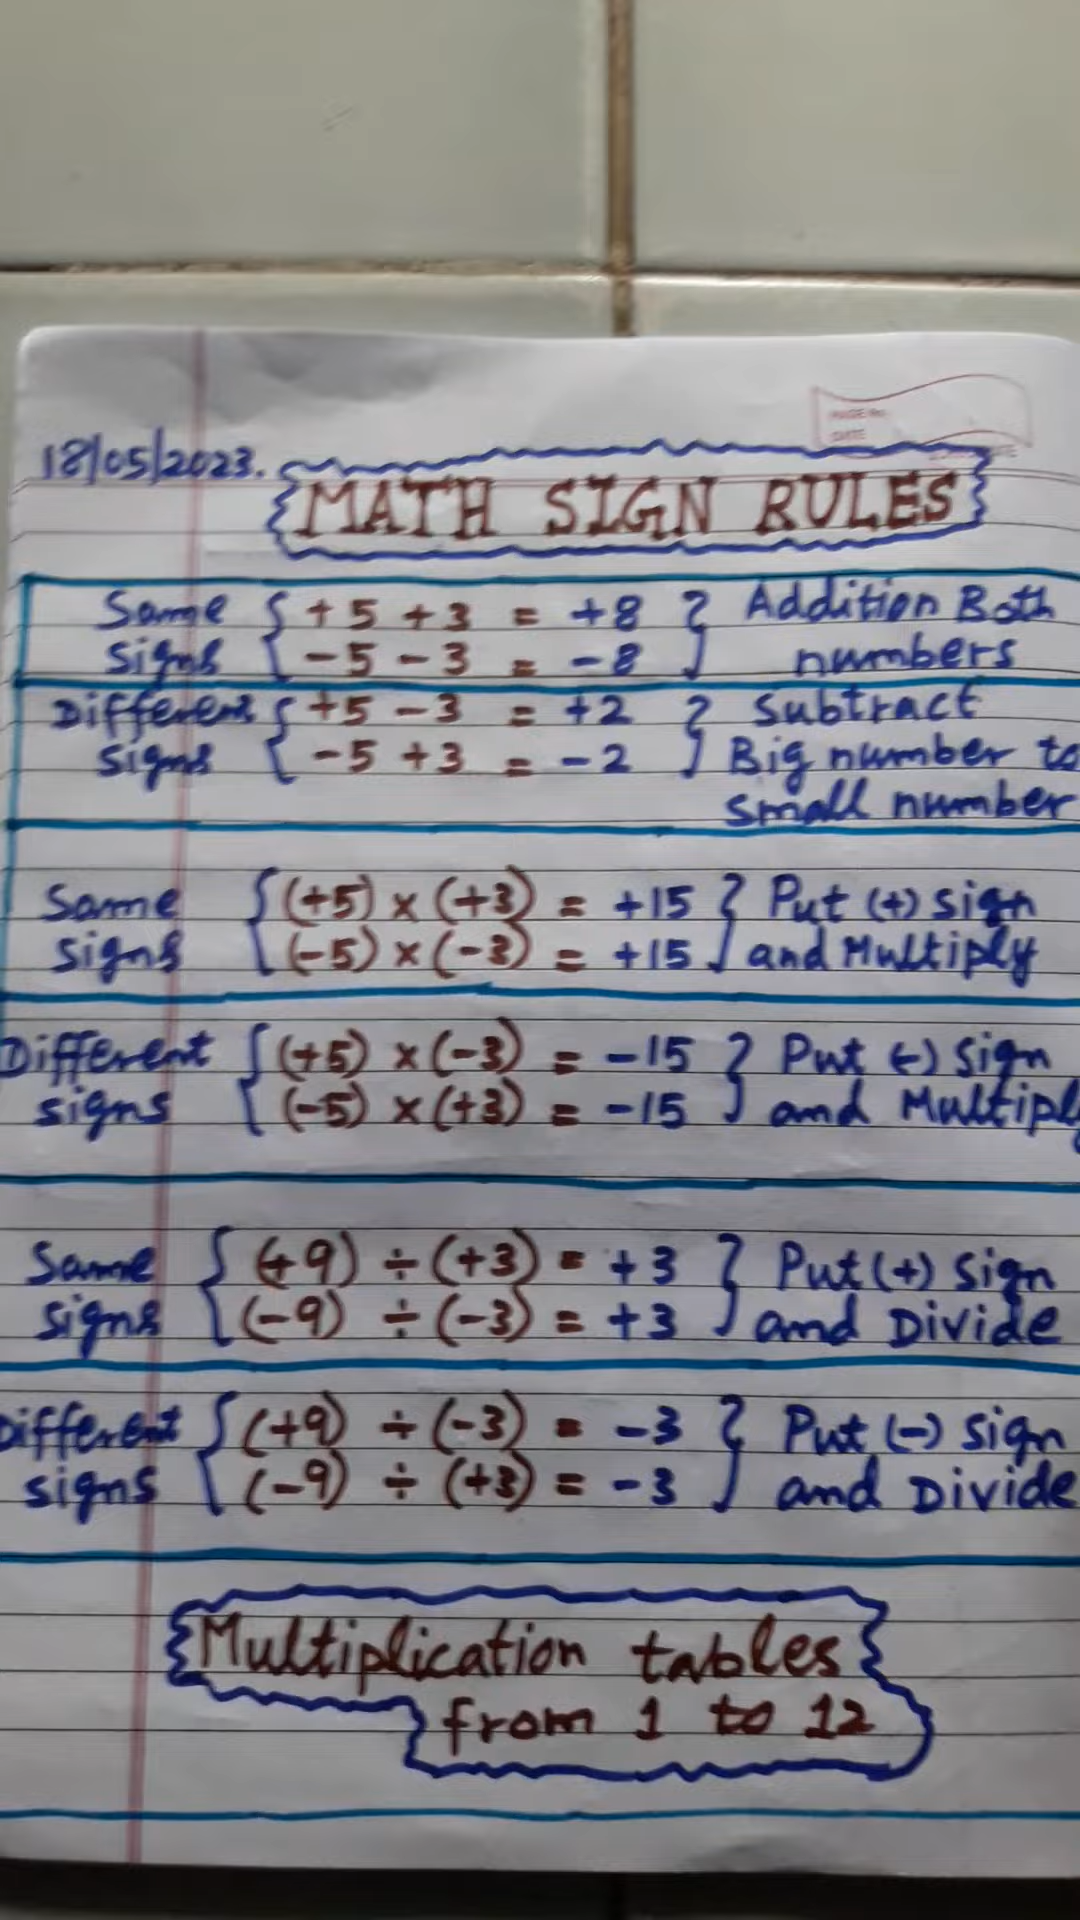 PAGE No.
DATE
18/05/2023.
MATH SIGN RULES
Same signs { +5 +3 = +8 } Addition Both
-5 -3 = -8 numbers
Different signs { +5 -3 = +2 } Subtract
-5 +3 = -2 Big number to
small number
Same signs { (+5) × (+3) = +15 } Put (+) sign
(-5) × (-3) = +15 and Multiply
Different signs { (+5) × (-3) = -15 } Put (-) sign
(-5) × (+3) = -15 and Multiply
Same signs { (+9) ÷ (+3) = +3 } Put (+) sign
(-9) ÷ (-3) = +3 and Divide
Different signs { (+9) ÷ (-3) = -3 } Put (-) sign
(-9) ÷ (+3) = -3 and Divide
Multiplication tables
from 1 to 12